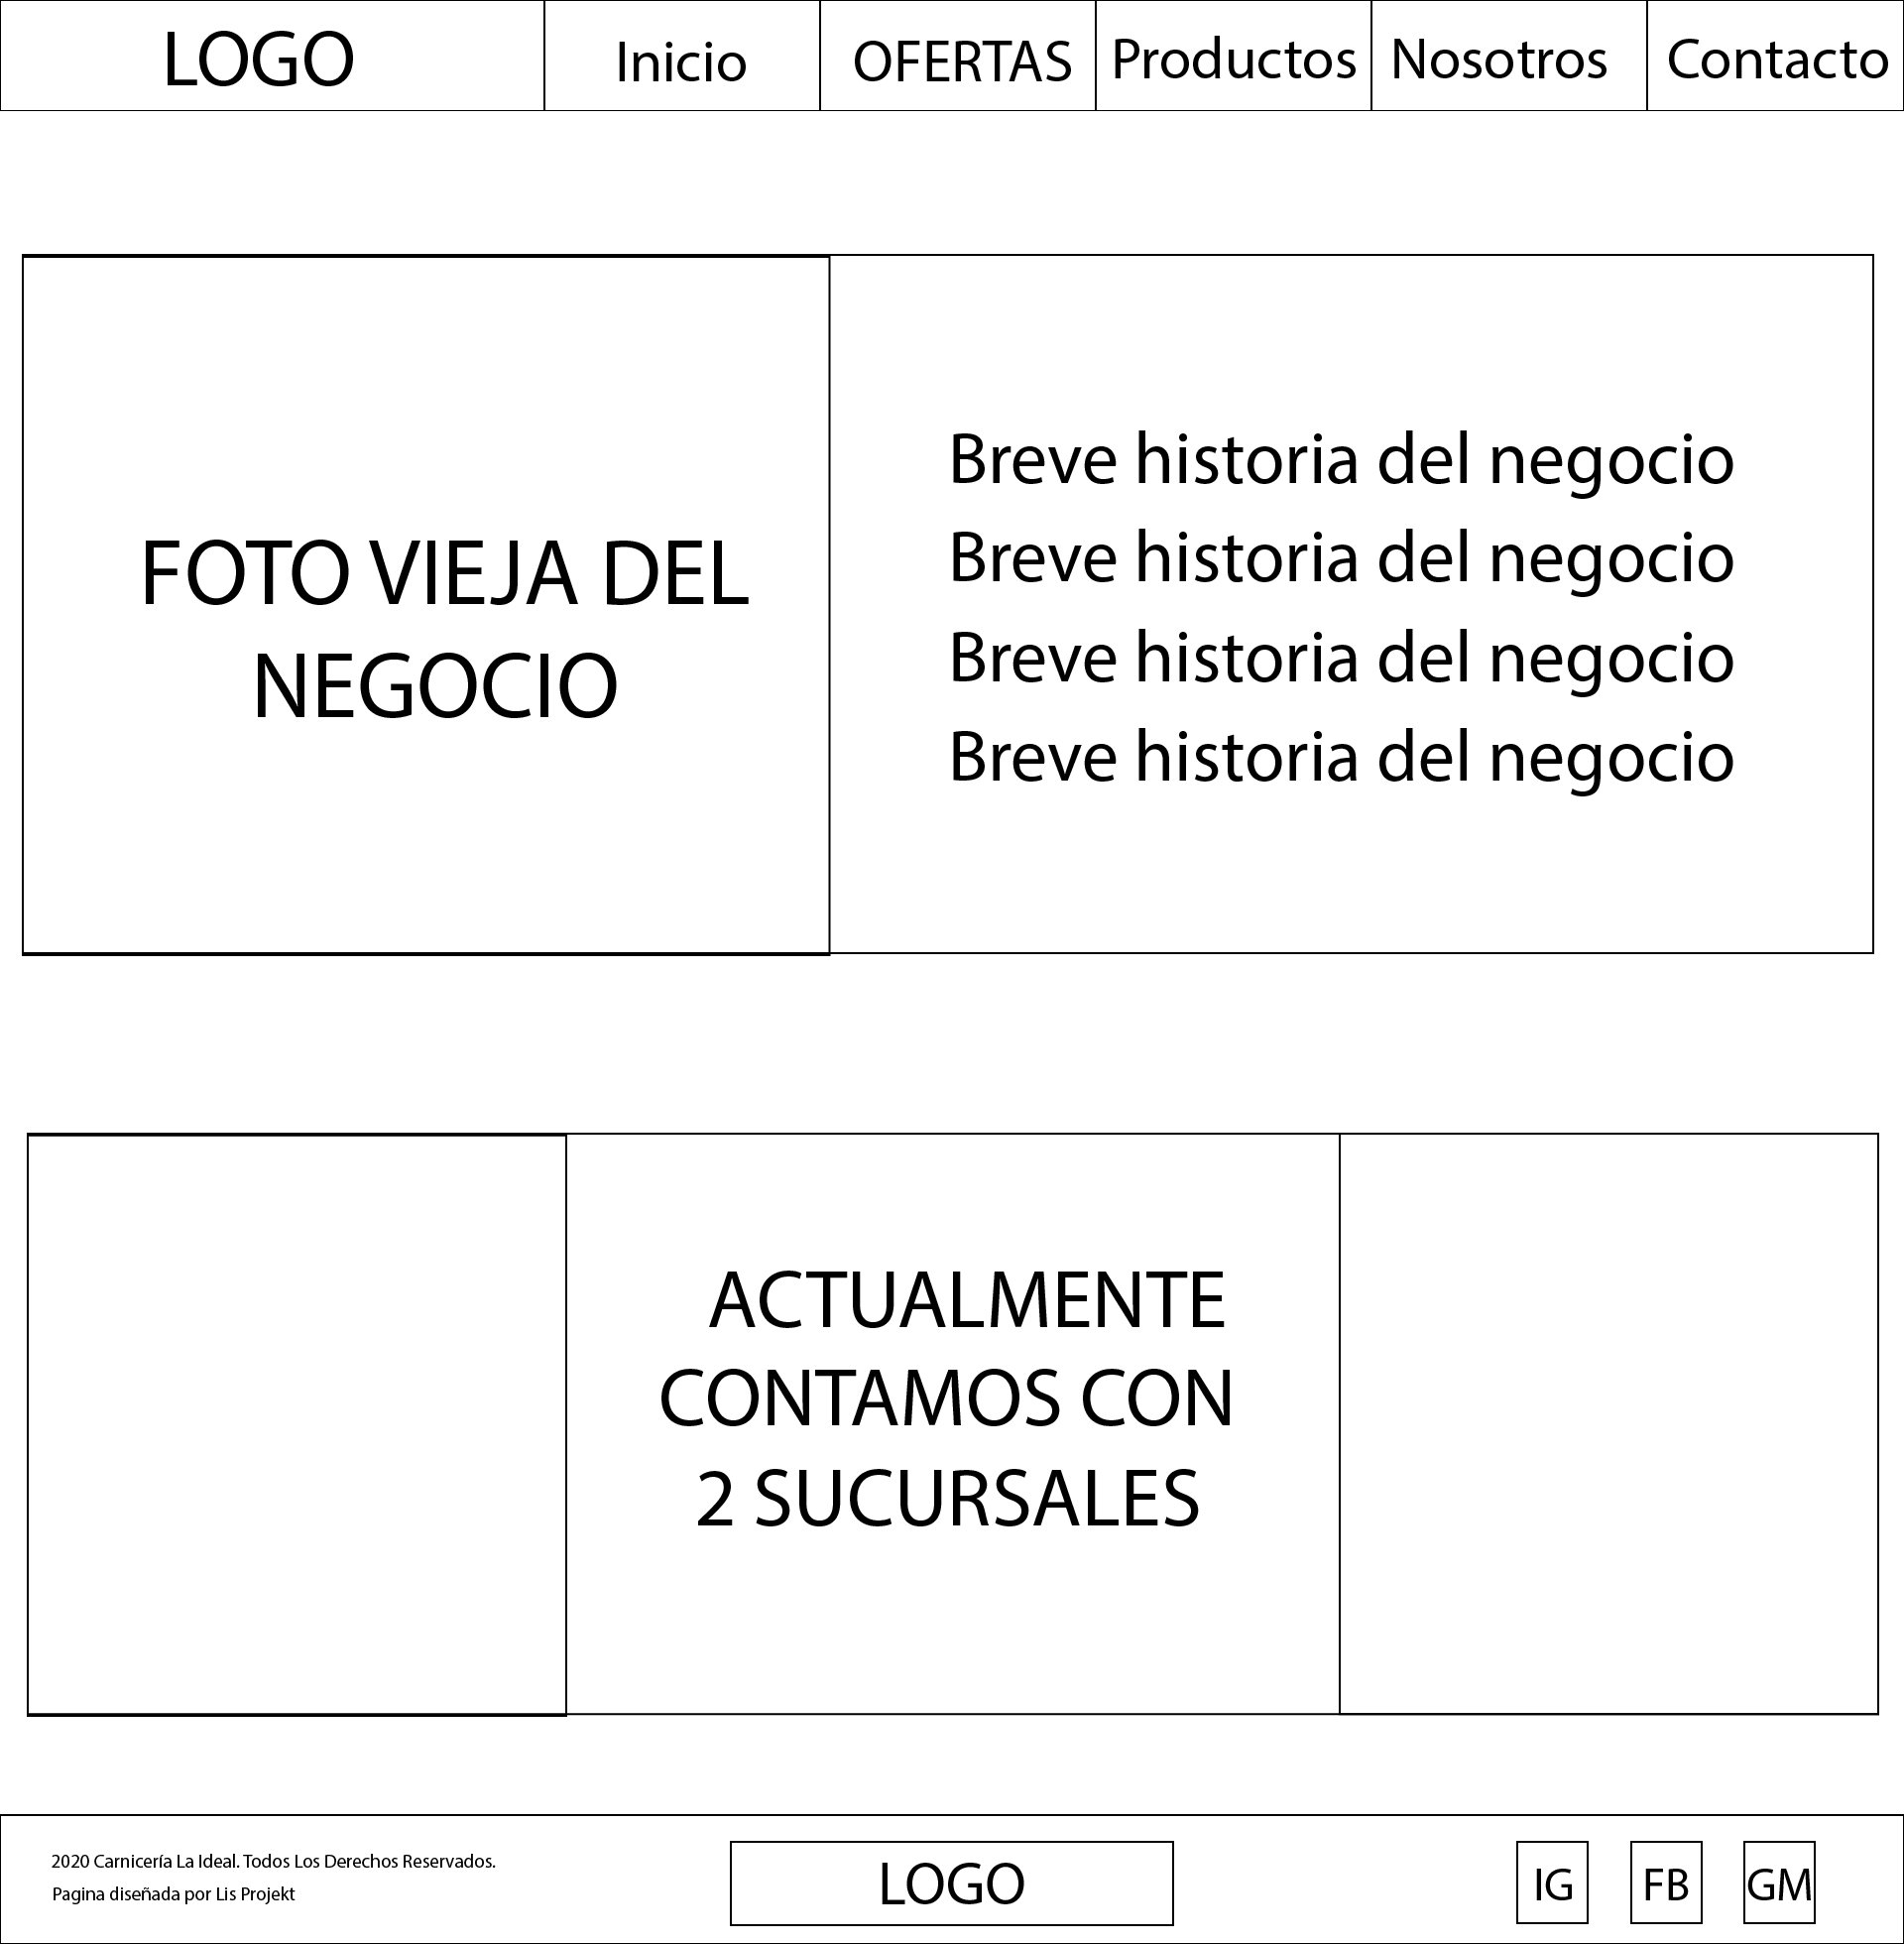 LOGO
Inicio
OFERTAS
Productos
Nosotros
Contacto
FOTO VIEJA DEL
NEGOCIO
Breve historia del negocio
Breve historia del negocio
Breve historia del negocio
Breve historia del negocio
ACTUALMENTE
CONTAMOS CON
2 SUCURSALES
2020 Carnicería La Ideal. Todos Los Derechos Reservados.
Pagina diseñada por Lis Projekt
LOGO
IG
FB
GM